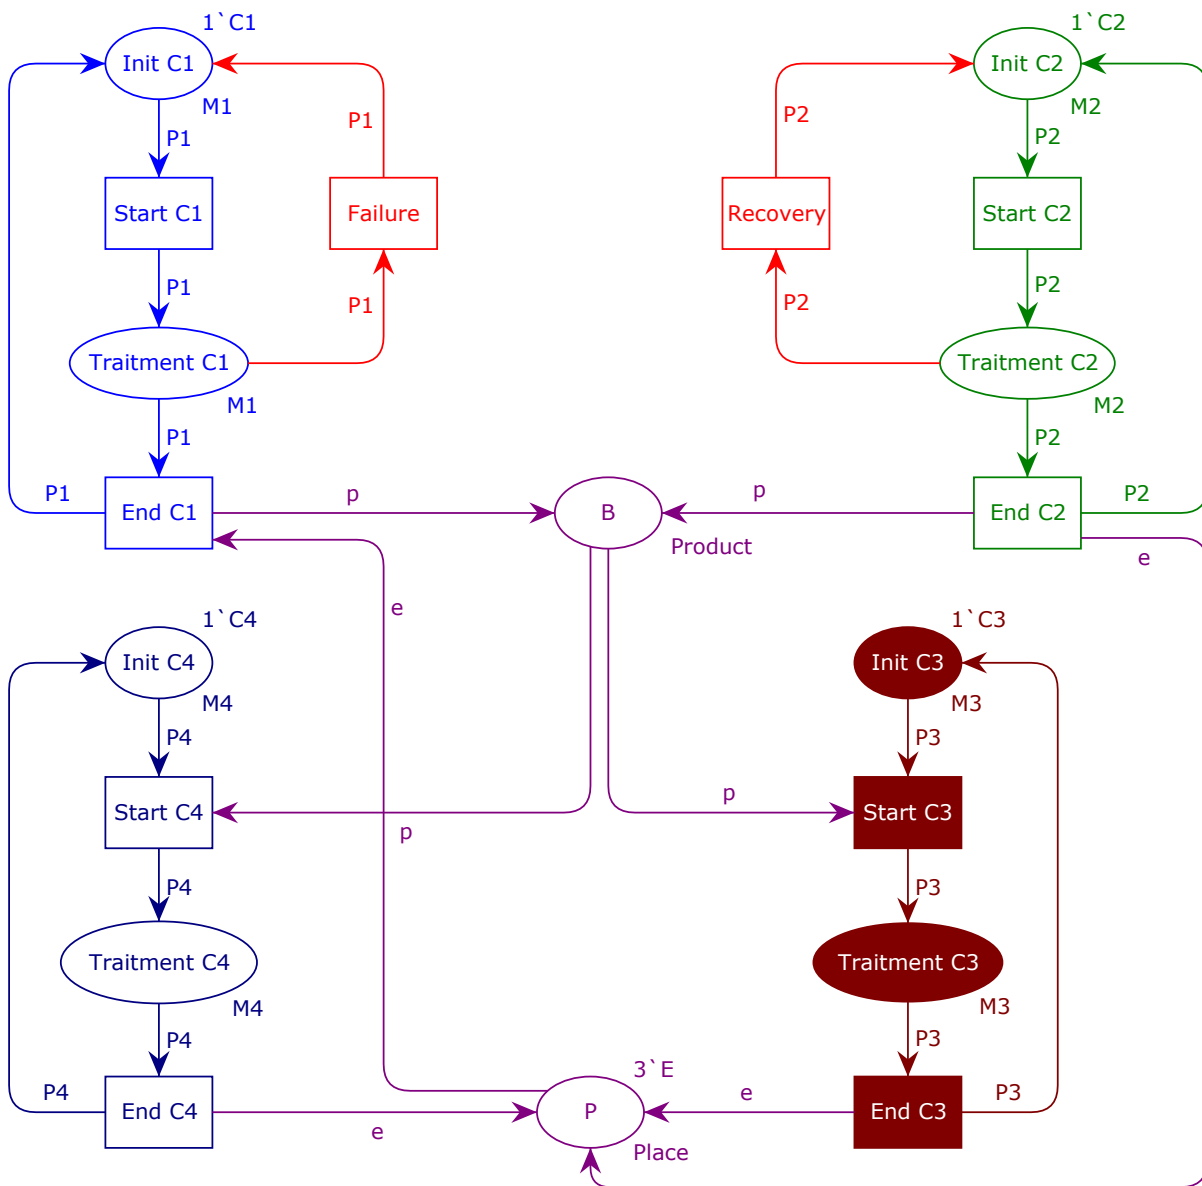 1`C1
1`C2
Init C1
Init C2
M1
M2
P1
P1
P2
P2
Start C1
Failure
Recovery
Start C2
P1
P1
P2
P2
Traitment C1
Traitment C2
M1
M2
P1
P2
P1
p
p
P2
End C1
B
End C2
Product
e
e
1`C4
1`C3
Init C4
Init C3
M4
M3
P4
P3
p
Start C4
Start C3
p
P4
P3
Traitment C4
Traitment C3
M4
M3
P4
P3
3`E
P4
e
P3
End C4
P
End C3
e
Place